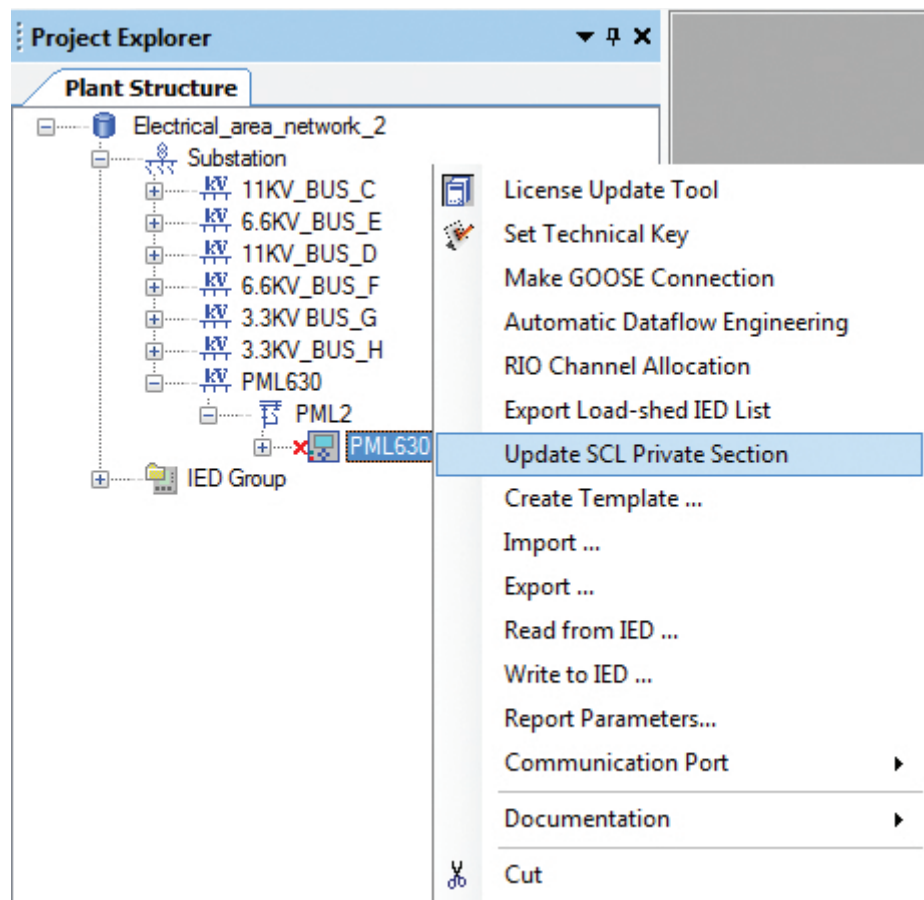 Project Explorer
Plant Structure
Electrical_area_network_2
Substation
11KV_BUS_C
6.6KV_BUS_E
11KV_BUS_D
6.6KV_BUS_F
3.3KV BUS_G
3.3KV_BUS_H
PML630
PML2
PML630
IED Group
License Update Tool
Set Technical Key
Make GOOSE Connection
Automatic Dataflow Engineering
RIO Channel Allocation
Export Load-shed IED List
Update SCL Private Section
Create Template ...
Import ...
Export ...
Read from IED ...
Write to IED ...
Report Parameters...
Communication Port
Documentation
Cut